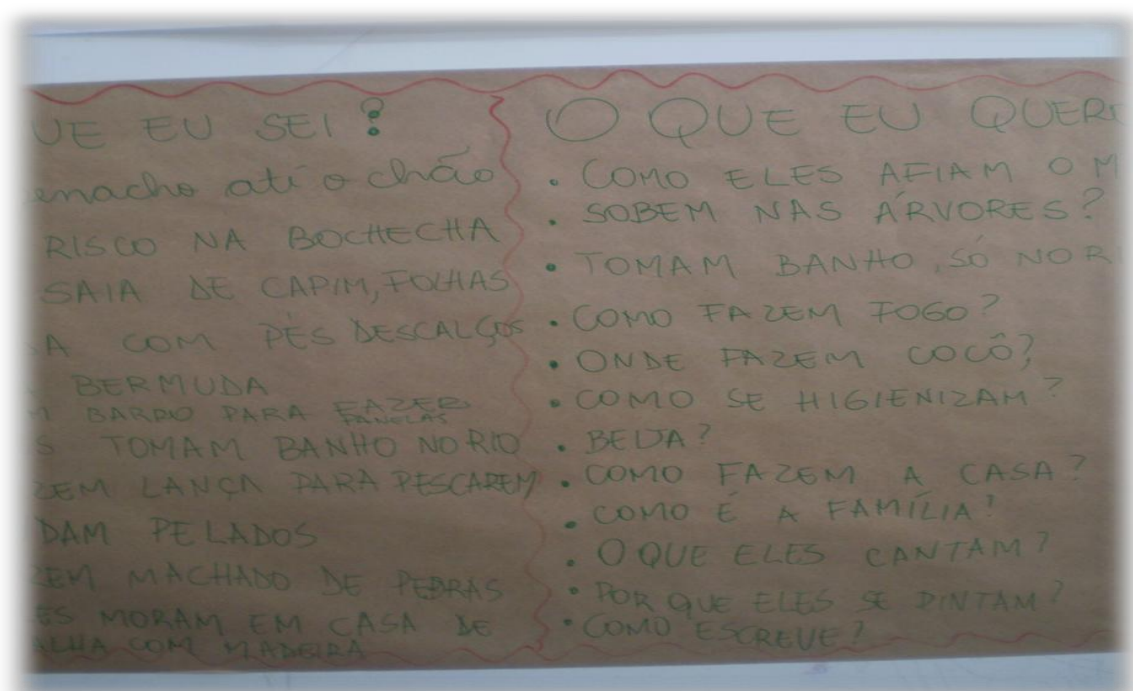 UE EU SEI?
enacho até o chão
RISCO NA BOCHECHA
SAIA DE CAPIM, FOLHAS
A COM PÉS DESCALÇOS
BERMUDA
M BARRO PARA FAZER
PANELAS
S TOMAM BANHO NO RIO
ZEM LANÇA PARA PESCAREM
DAM PELADOS
ZEM MACHADO DE PEDRAS
ES MORAM EM CASA DE
ALHA COM MADEIRA
O QUE EU QUERO
• COMO ELES AFIAM O M
• SOBEM NAS ÁRVORES?
• TOMAM BANHO, SÓ NO R
• COMO FAZEM FOGO?
• ONDE FAZEM COCÔ?
• COMO SE HIGIENIZAM?
• BEIJA?
• COMO FAZEM A CASA?
• COMO É A FAMÍLIA?
• O QUE ELES CANTAM?
• POR QUE ELES SE PINTAM?
• COMO ESCREVE?